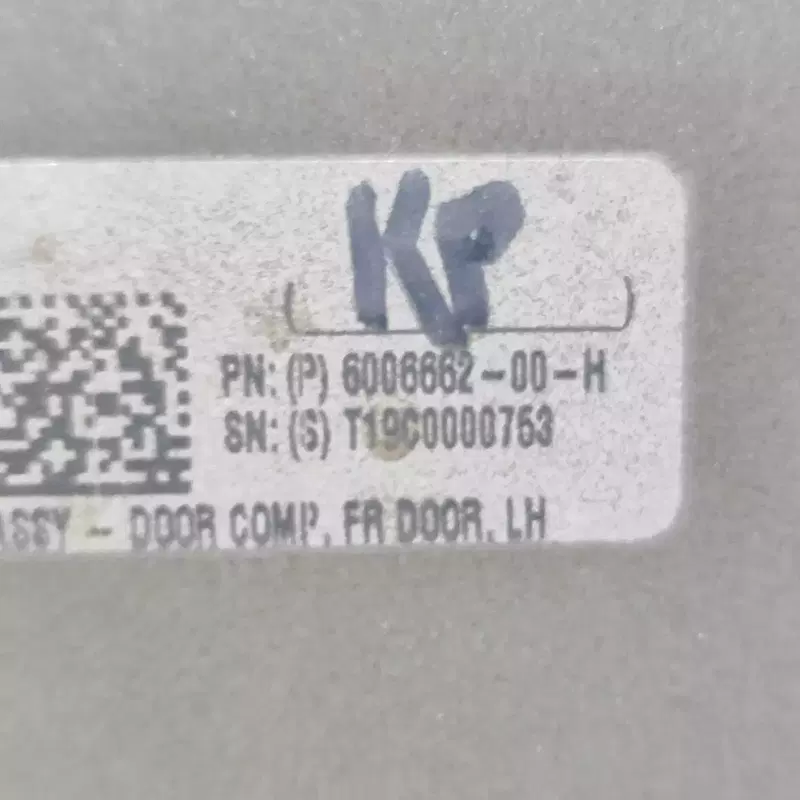 KP
PN: (P) 6006662-00-H
SN: (S) T19C0000753
ASSY - DOOR COMP, FR DOOR, LH